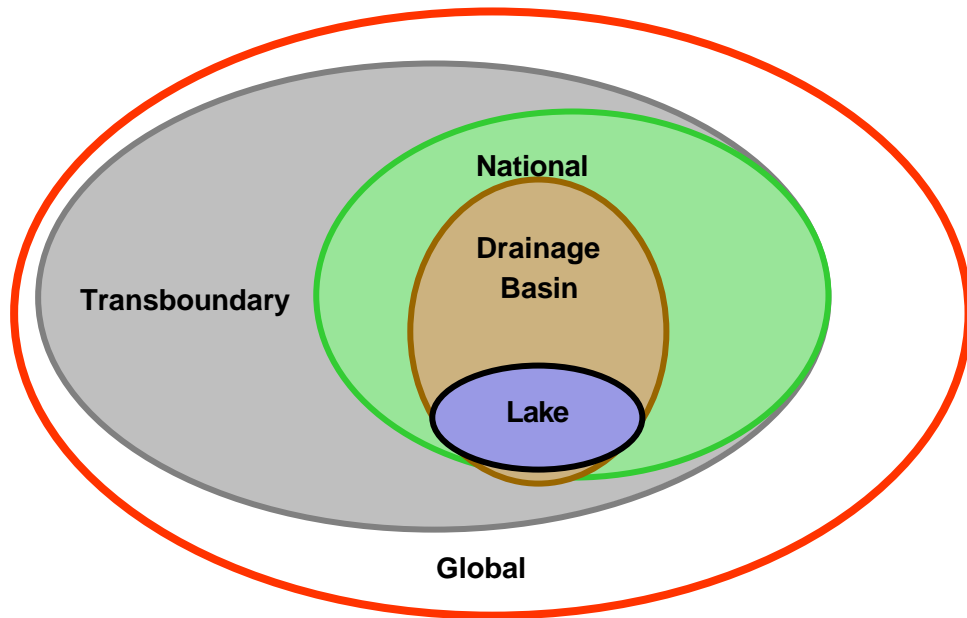 National
Drainage
Basin
Transboundary
Lake
Global